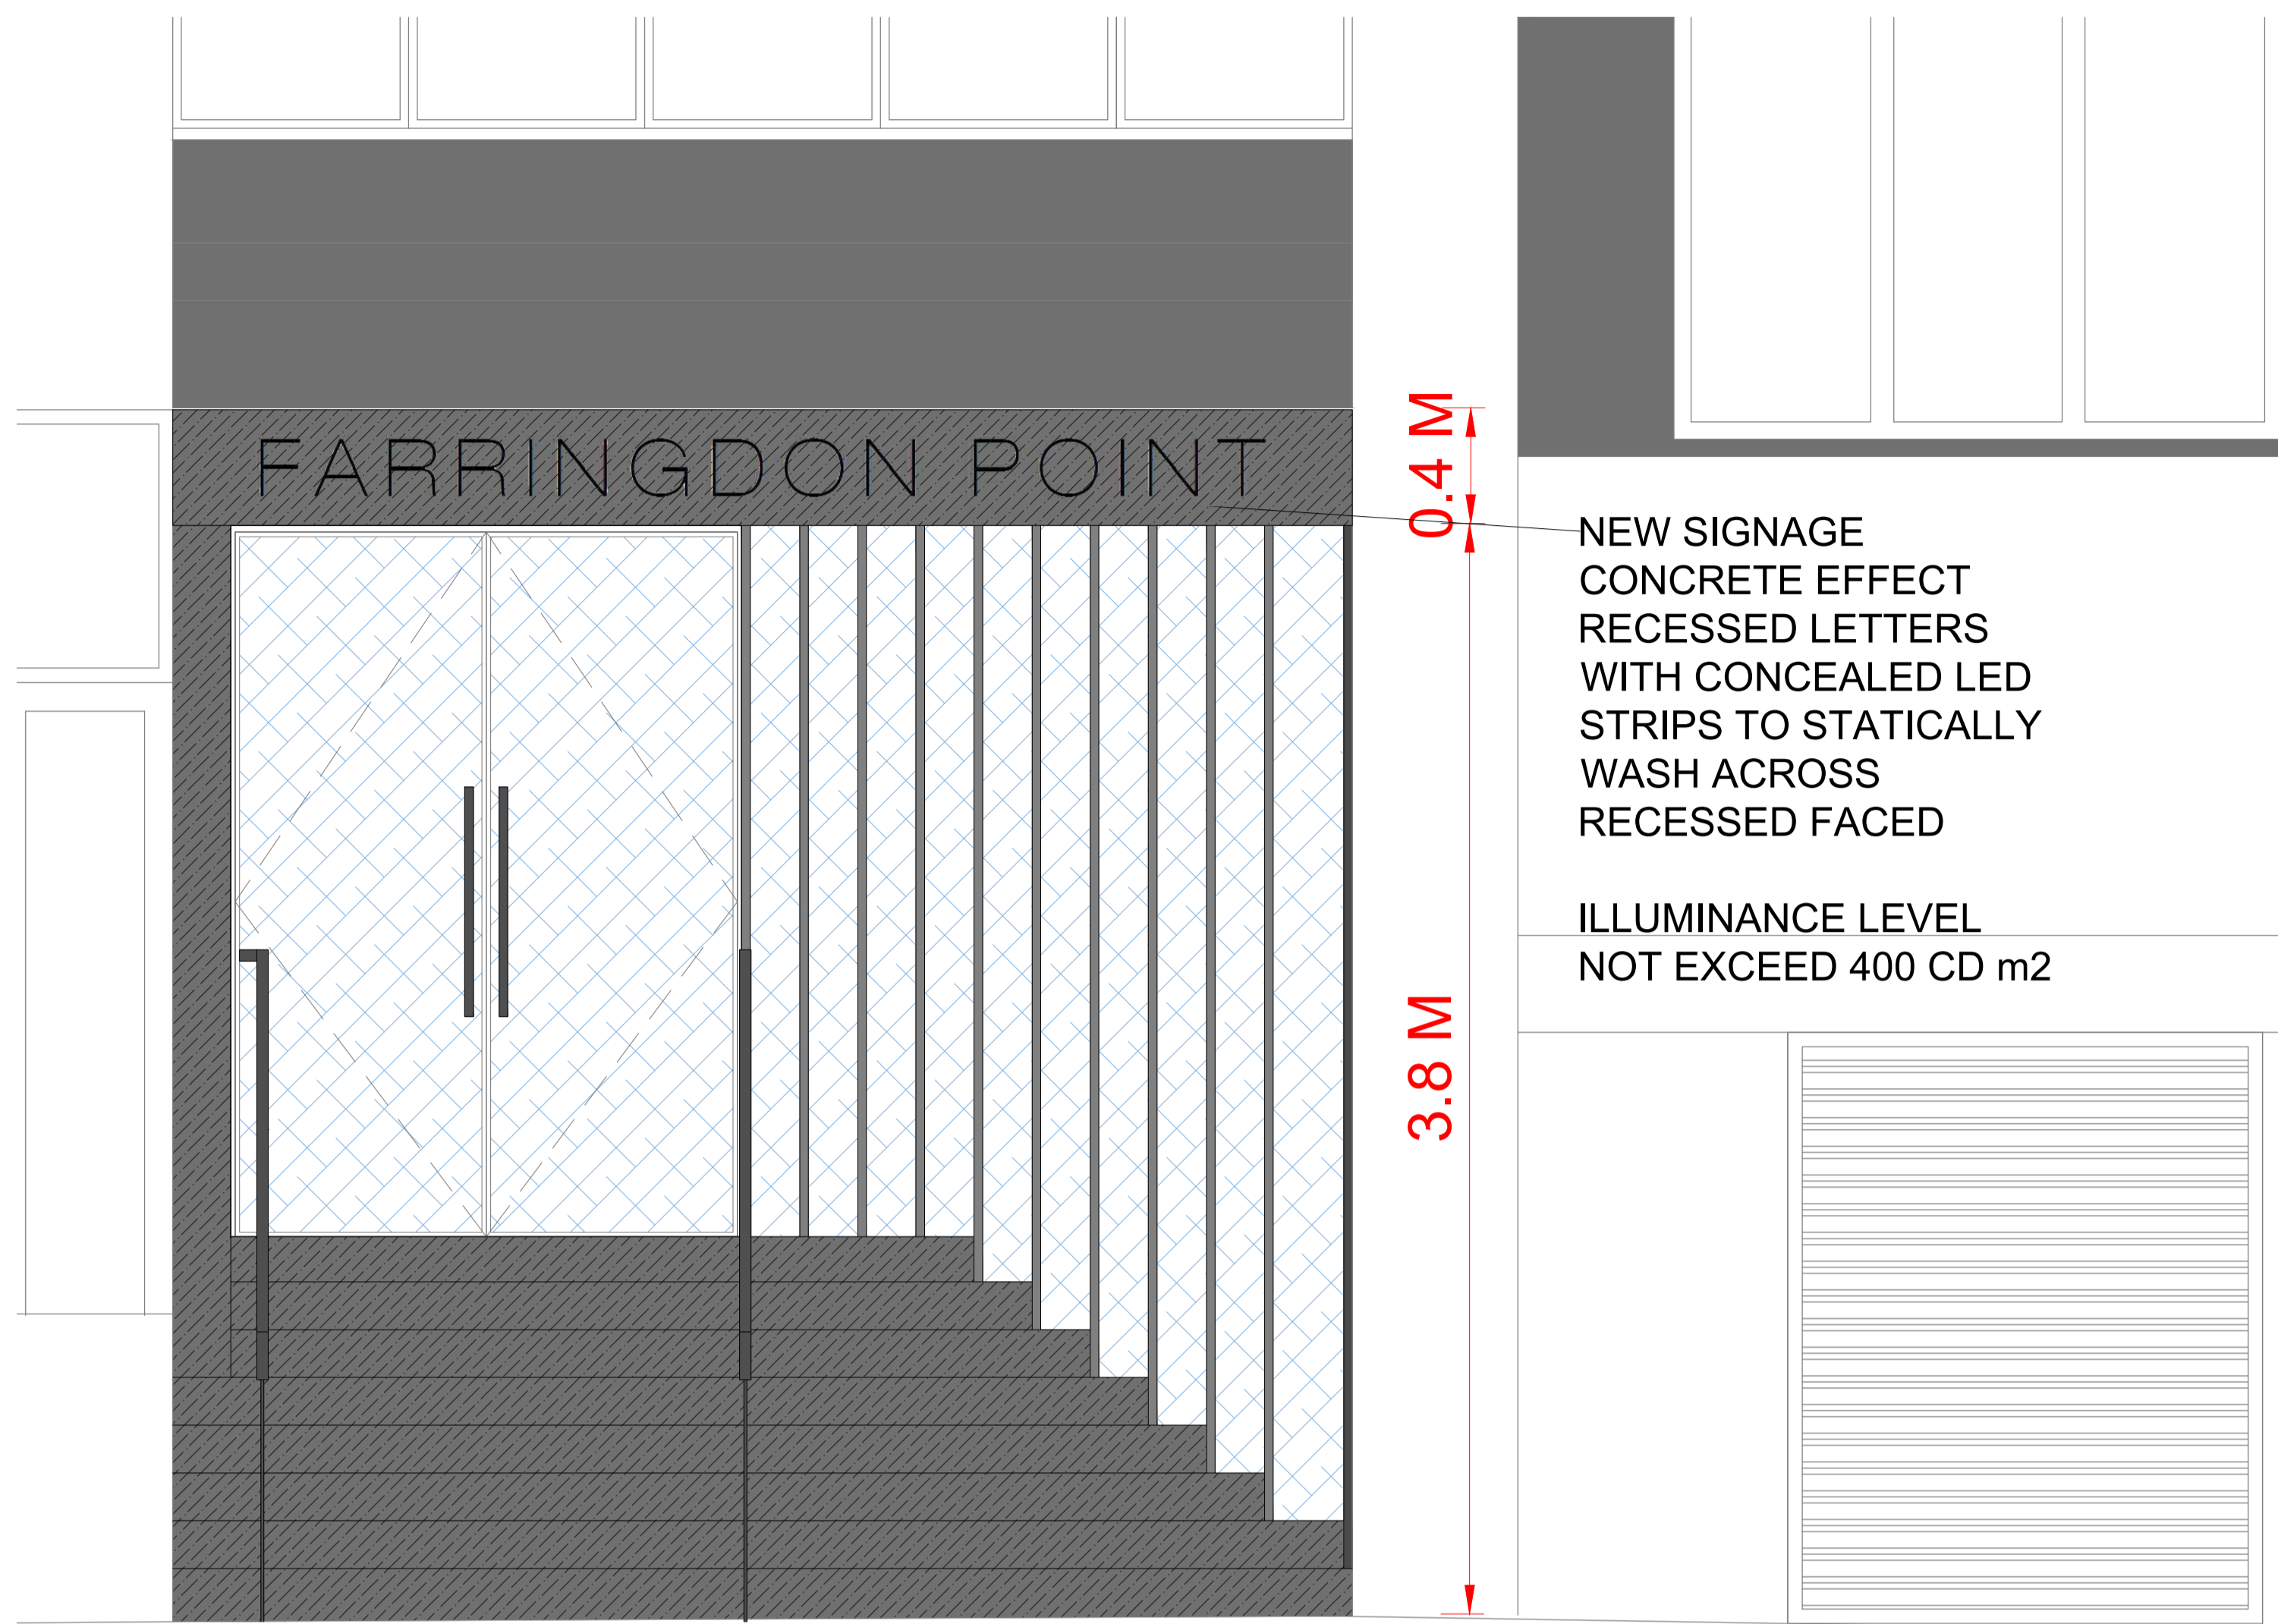 FARRINGDON POINT
0.4 M
3.8 M
NEW SIGNAGE
CONCRETE EFFECT
RECESSED LETTERS
WITH CONCEALED LED
STRIPS TO STATICALLY
WASH ACROSS
RECESSED FACED
ILLUMINANCE LEVEL
NOT EXCEED 400 CD m2